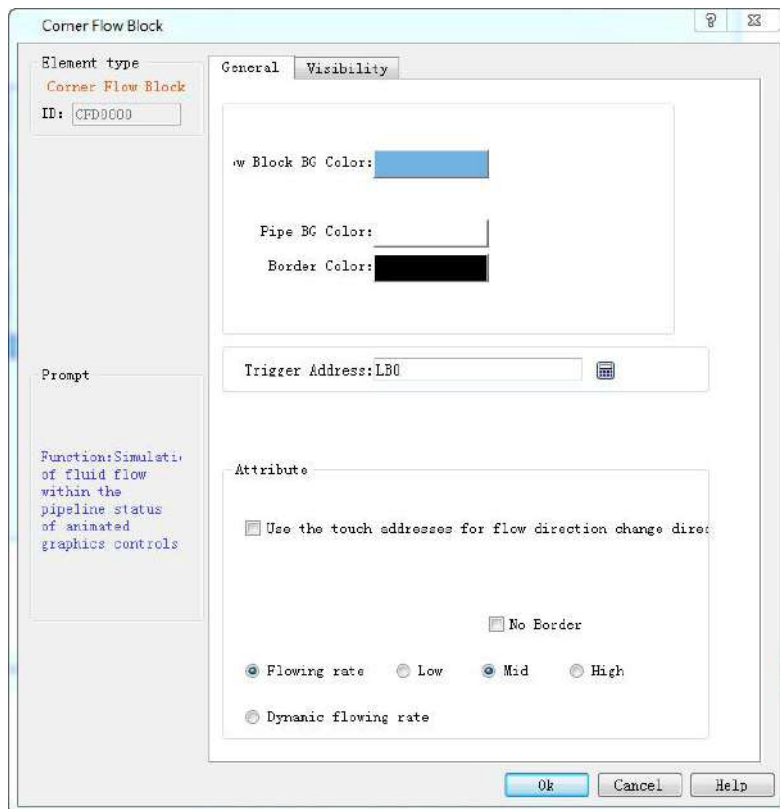 Corner Flow Block
Element type
Corner Flow Block
ID: CFD0000
General
Visibility
w Block BG Color:
Pipe BG Color:
Border Color:
Trigger Address:LB0
Prompt
Function:Simulati
of fluid flow
within the
pipeline status
of animated
graphics controls
Attribute
Use the touch addresses for flow direction change direc
No Border
Flowing rate Low Mid High
Dynamic flowing rate
Ok Cancel Help